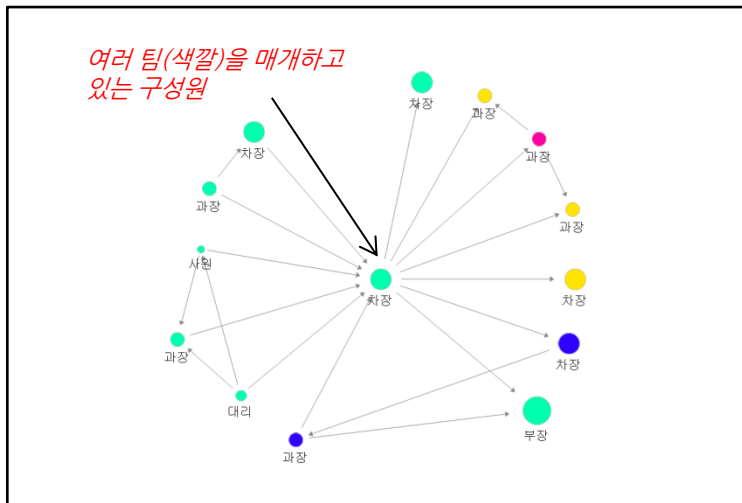 여러 팀(색깔)을 매개하고
있는 구성원
차장
과장
과장
차장
과장
과장
사원
차장
차장
과장
차장
대리
부장
과장